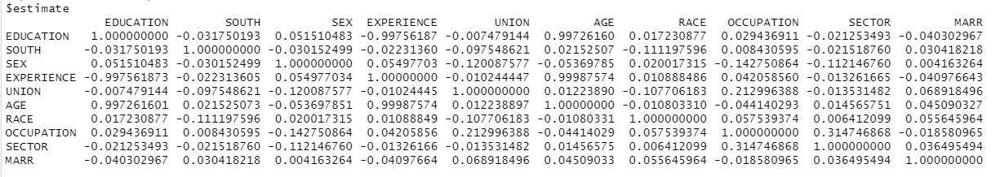 $estimate
EDUCATION SOUTH SEX EXPERIENCE UNION AGE RACE OCCUPATION SECTOR MARR
EDUCATION 1.000000000 -0.031750193 0.051510483 -0.99756187 -0.007479144 0.99726160 0.017230877 0.029436911 -0.021253493 -0.040302967
SOUTH -0.031750193 1.000000000 -0.030152499 -0.02231360 -0.097548621 0.02152507 -0.111197596 0.008430595 -0.021518760 0.030418218
SEX 0.051510483 -0.030152499 1.000000000 0.05497703 -0.120087577 -0.05369785 0.020017315 -0.142750864 -0.112146760 0.004163264
EXPERIENCE -0.997561873 -0.022313605 0.054977034 1.00000000 -0.010244447 0.99987574 0.010888486 0.042058560 -0.013261665 -0.040976643
UNION -0.007479144 -0.097548621 -0.120087577 -0.01024445 1.000000000 0.01223890 -0.107706183 0.212996388 -0.013531482 0.068918496
AGE 0.997261601 0.021525073 -0.053697851 0.99987574 0.012238897 1.00000000 -0.010803310 -0.044140293 0.014565751 0.045090327
RACE 0.017230877 -0.111197596 0.020017315 0.01088849 -0.107706183 -0.01080331 1.000000000 0.057539374 0.006412099 0.055645964
OCCUPATION 0.029436911 0.008430595 -0.142750864 0.04205856 0.212996388 -0.04414029 0.057539374 1.000000000 0.314746868 -0.018580965
SECTOR -0.021253493 -0.021518760 -0.112146760 -0.01326166 -0.013531482 0.01456575 0.006412099 0.314746868 1.000000000 0.036495494
MARR -0.040302967 0.030418218 0.004163264 -0.04097664 0.068918496 0.04509033 0.055645964 -0.018580965 0.036495494 1.000000000